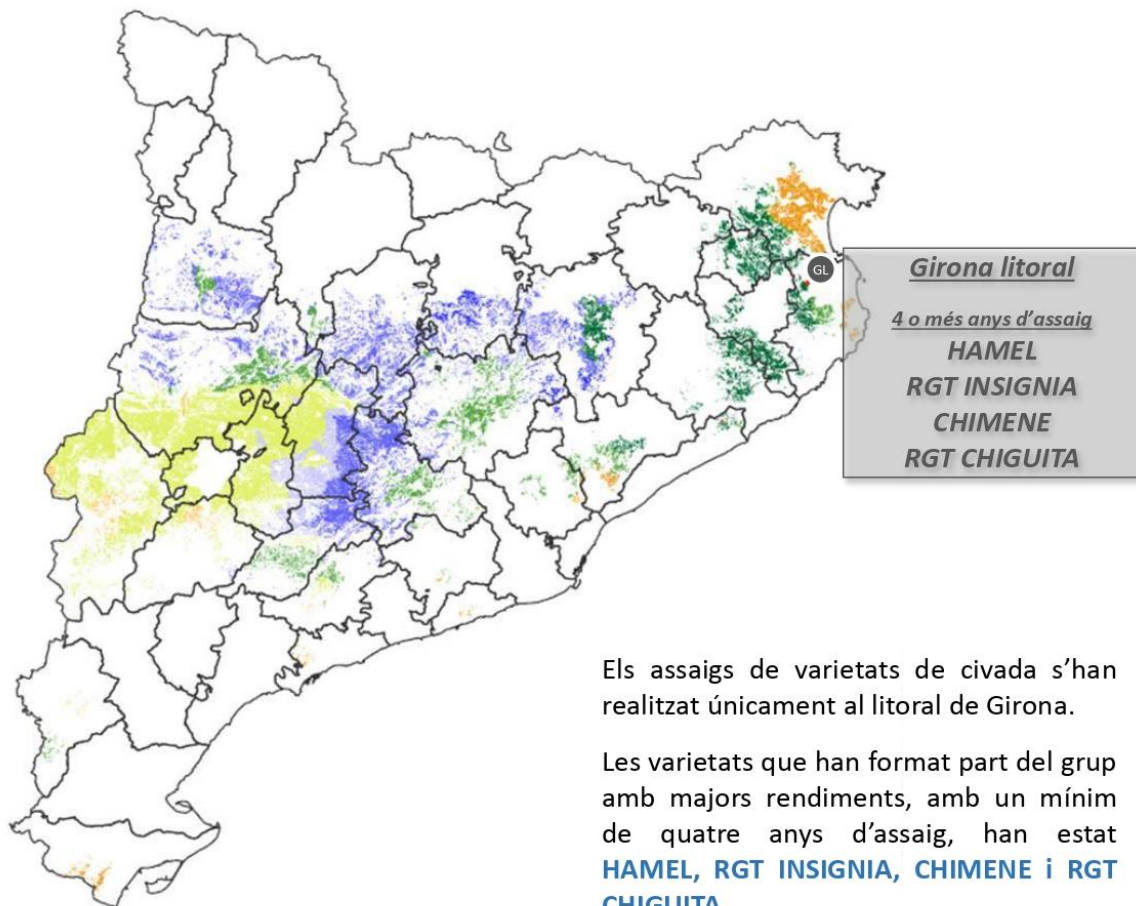 GL
Girona litoral
4 o més anys d'assaig
HAMEL
RGT INSIGNIA
CHIMENE
RGT CHIGUITA
Els assaigs de varietats de civada s'han
realitzat únicament al litoral de Girona.
Les varietats que han format part del grup
amb majors rendiments, amb un mínim
de quatre anys d'assaig, han estat
HAMEL, RGT INSIGNIA, CHIMENE i RGT
CHIGUITA